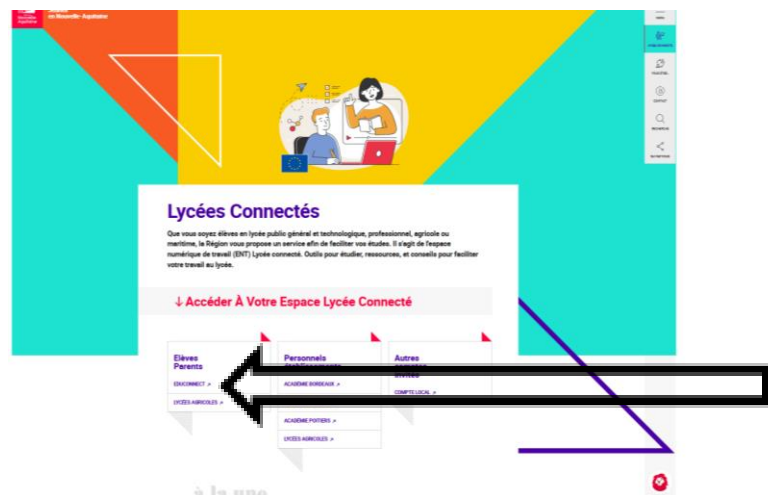 en Nouvelle-Aquitaine
Lycées Connectés
Que vous soyez élèves en lycée public général et technologique, professionnel, agricole ou
maritime, la Région vous propose un service afin de faciliter vos études. Il s'agit de l'espace
numérique de travail (ENT) Lycée connecté. Outils pour étudier, ressources, et conseils pour faciliter
votre travail au lycée.
↓ Accéder À Votre Espace Lycée Connecté
Elèves
Parents
EDUCONNECT ↗
LYCÉES AGRICOLES ↗
Personnels
ACADÉMIE BORDEAUX ↗
ACADÉMIE POITIERS ↗
LYCÉES AGRICOLES ↗
Autres
COMPTE LOCAL ↗
à la une